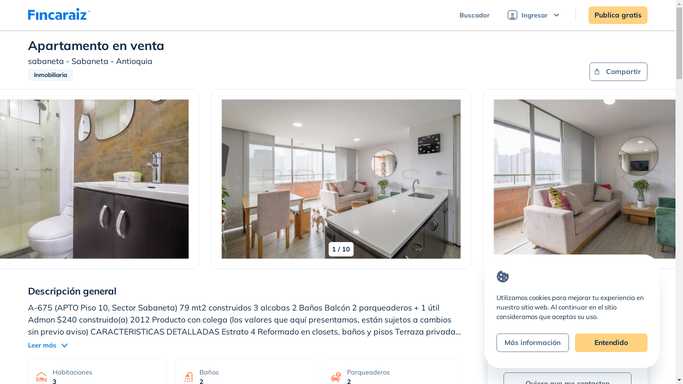 Fincaraiz
Buscador
Ingresar
Publica gratis
Apartamento en venta
sabaneta - Sabaneta - Antioquia
Inmobiliaria
Compartir
1 / 10
Descripción general
A-675 (APTO Piso 10, Sector Sabaneta) 79 mt2 construidos 3 alcobas 2 Baños Balcón 2 parqueaderos + 1 útil
Admon $240 construido(a) 2012 Producto con colega (los valores que aquí presentamos, están sujetos a cambios
sin previo aviso) CARACTERISTICAS DETALLADAS Estrato 4 Reformado en closets, baños y pisos Terraza privada...
Leer más
Habitaciones
3
Baños
2
Parqueaderos
2
Utilizamos cookies para mejorar tu experiencia en
nuestro sitio web. Al continuar en el sitio
consideramos que aceptas su uso.
Más información
Entendido
Quiero que me contacten